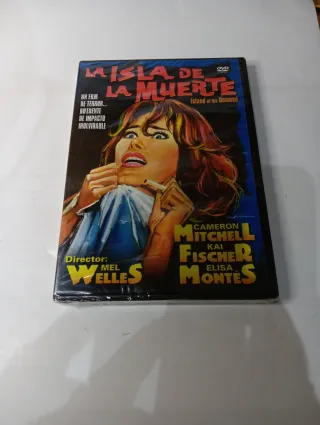 DVD
LA ISLA DE
LA MUERTE
Island of the Doomed
UN FILM
DE TERROR...
DIFERENTE
DE IMPACTO
INOLVIDABLE
CAMERON
MITCHELL
KAI
FISCHER
ELISA
MONTES
Director: MEL
WELLES